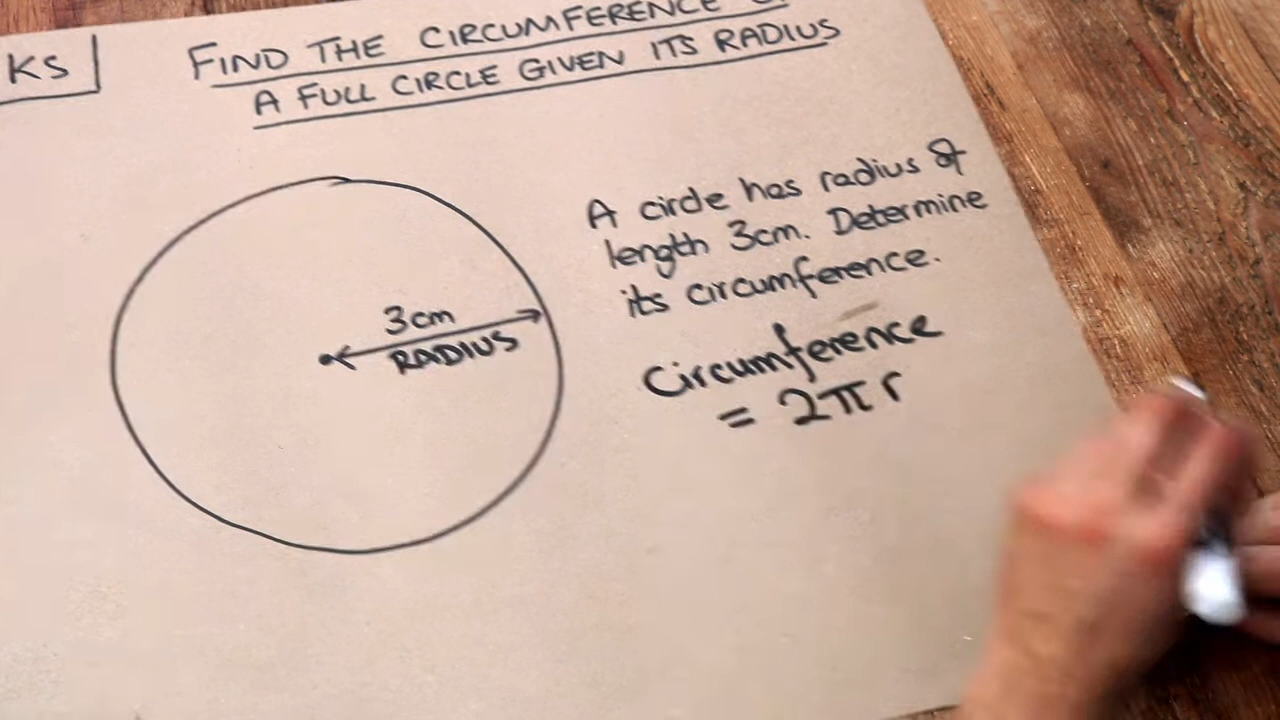 KS
FIND THE CIRCUMFERENCE
A FULL CIRCLE GIVEN ITS RADIUS
A circle has radius of
length 3cm. Determine
its circumference.
3cm
RADIUS
Circumference
= 2πr